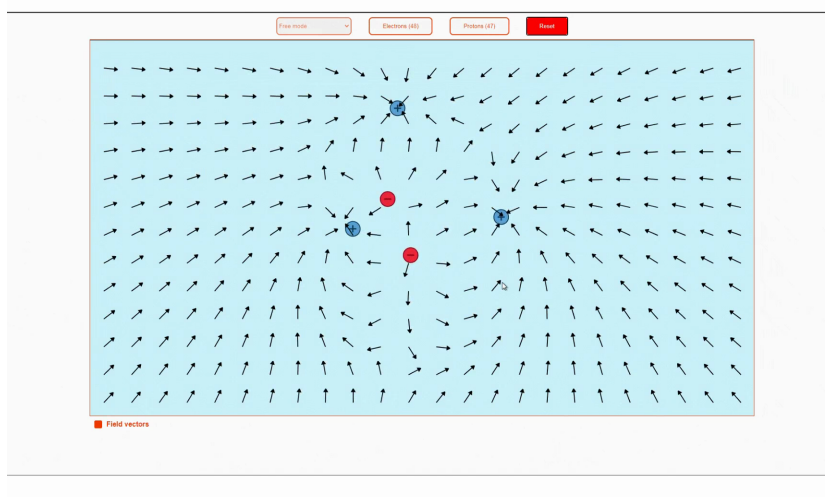 Free mode
Electrons (48)
Protons (47)
Reset
+
−
+
+
−
Field vectors